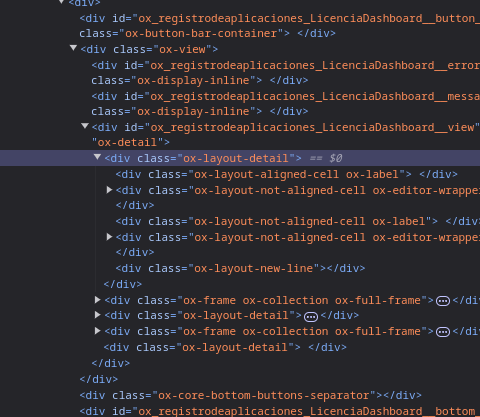 <div>
<div id="ox_registrodeaplicaciones_LicenciaDashboard__button_
class="ox-button-bar-container"> </div>
<div class="ox-view">
<div id="ox_registrodeaplicaciones_LicenciaDashboard__error
class="ox-display-inline"> </div>
<div id="ox_registrodeaplicaciones_LicenciaDashboard__messa
class="ox-display-inline"> </div>
<div id="ox_registrodeaplicaciones_LicenciaDashboard__view"
"ox-detail">
<div class="ox-layout-detail"> == $0
<div class="ox-layout-aligned-cell ox-label"> </div>
<div class="ox-layout-not-aligned-cell ox-editor-wrappe
</div>
<div class="ox-layout-not-aligned-cell ox-label"> </div>
<div class="ox-layout-not-aligned-cell ox-editor-wrappe
</div>
<div class="ox-layout-new-line"></div>
</div>
<div class="ox-frame ox-collection ox-full-frame">…</di
<div class="ox-layout-detail">…</div>
<div class="ox-frame ox-collection ox-full-frame">…</di
<div class="ox-layout-detail"> </div>
</div>
</div>
<div class="ox-core-bottom-buttons-separator"></div>
<div id="ox_registrodeaplicaciones_LicenciaDashboard__bottom